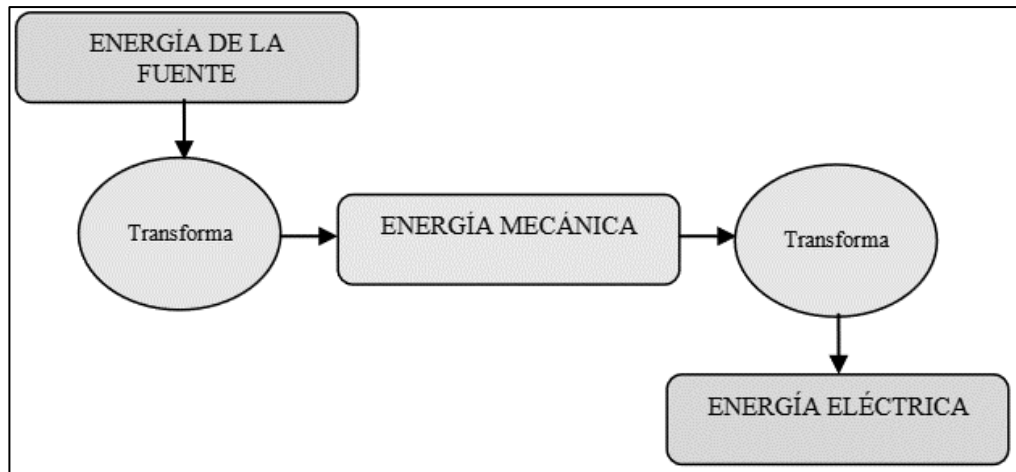 ENERGÍA DE LA
FUENTE
Transforma
ENERGÍA MECÁNICA
Transforma
ENERGÍA ELÉCTRICA